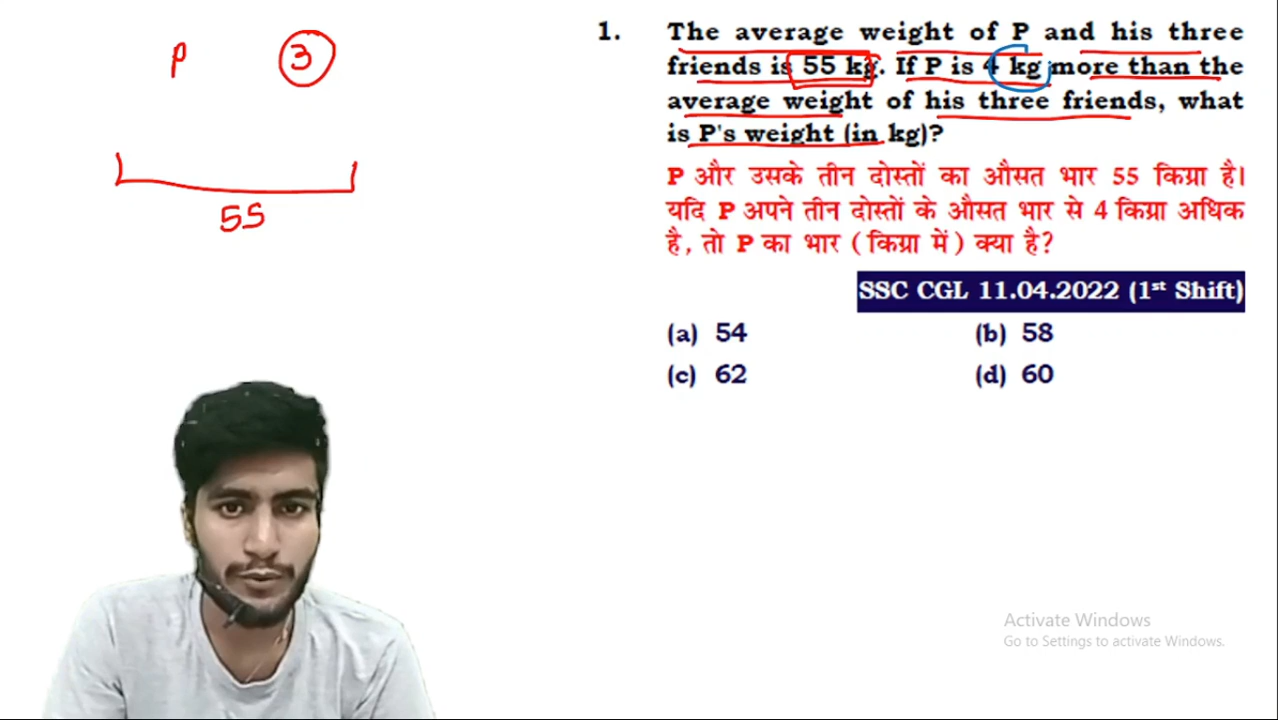 P 3
55
1. The average weight of P and his three
friends is 55 kg. If P is 4 kg more than the
average weight of his three friends, what
is P's weight (in kg)?
P और उसके तीन दोस्तों का औसत भार 55 किग्रा है।
यदि P अपने तीन दोस्तों के औसत भार से 4 किग्रा अधिक
है, तो P का भार (किग्रा में) क्या है?
SSC CGL 11.04.2022 (1st Shift)
(a) 54 (b) 58
(c) 62 (d) 60
Activate Windows
Go to Settings to activate Windows.